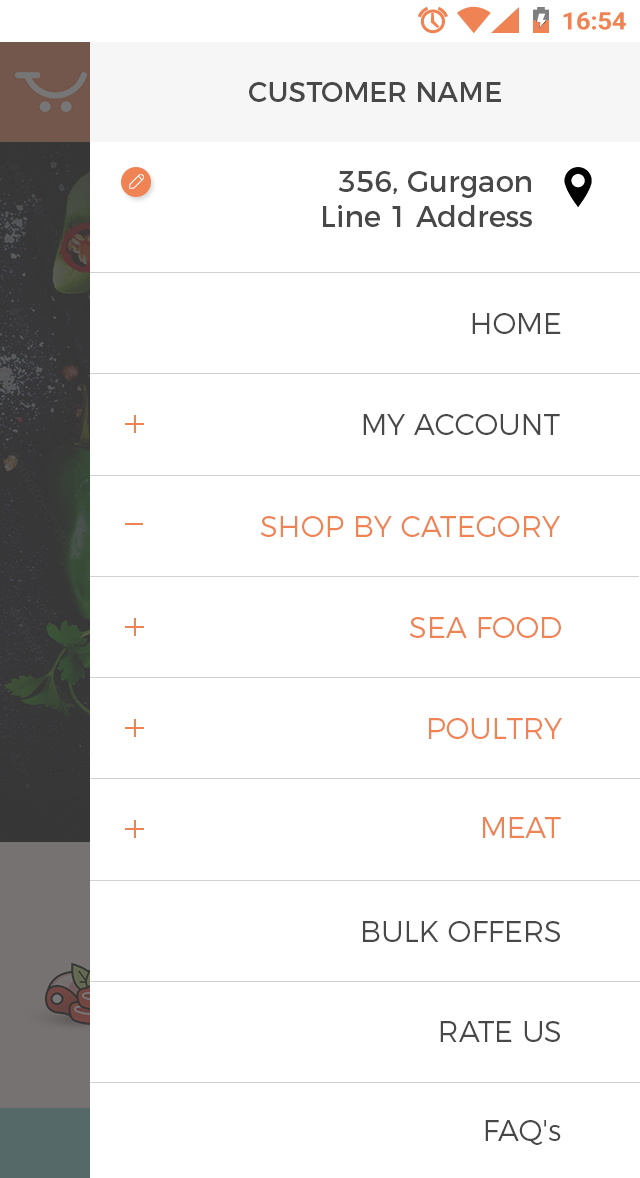 16:54
CUSTOMER NAME
356, Gurgaon
Line 1 Address
HOME
MY ACCOUNT
SHOP BY CATEGORY
SEA FOOD
POULTRY
MEAT
BULK OFFERS
RATE US
FAQ's